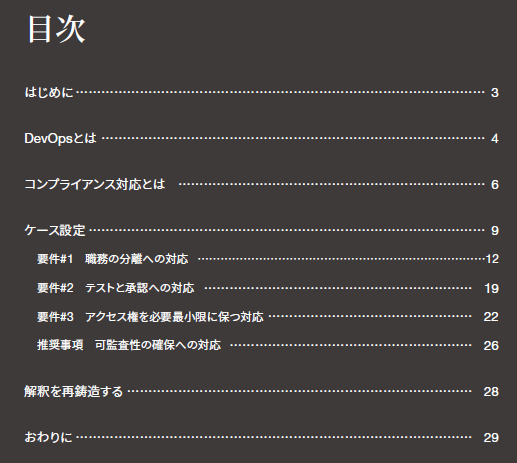 目次
はじめに…………………………………………………………………………………… 3
DevOpsとは ……………………………………………………………………………… 4
コンプライアンス対応とは ……………………………………………………………… 6
ケース設定………………………………………………………………………………… 9
要件#1 職務の分離への対応 ……………………………………………………………12
要件#2 テストと承認への対応 ………………………………………………………… 19
要件#3 アクセス権を必要最小限に保つ対応 ………………………………………… 22
推奨事項 可監査性の確保への対応 …………………………………………………… 26
解釈を再鋳造する ……………………………………………………………………… 28
おわりに………………………………………………………………………………… 29